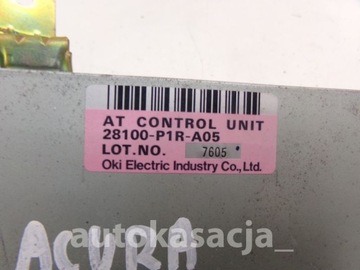 AT CONTROL UNIT
28100-P1R-A05
LOT.NO. 7605
Oki Electric Industry Co.,Ltd.
ACURA
autokasacja_